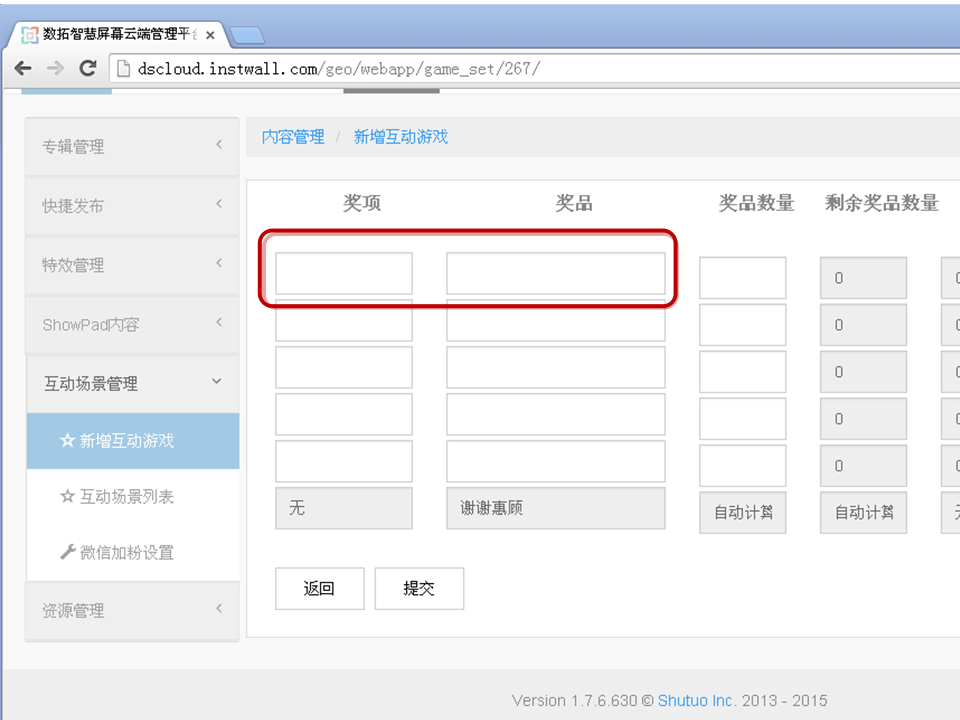 数拓智慧屏幕云端管理平
dscloud.instwall.com/geo/webapp/game_set/267/
专辑管理
快捷发布
特效管理
ShowPad内容
互动场景管理
新增互动游戏
互动场景列表
微信加粉设置
资源管理
内容管理 / 新增互动游戏
奖项 奖品 奖品数量 剩余奖品数量
0
0
0
0
0
无 谢谢惠顾 自动计算 自动计算
返回 提交
Version 1.7.6.630 © Shutuo Inc. 2013 - 2015